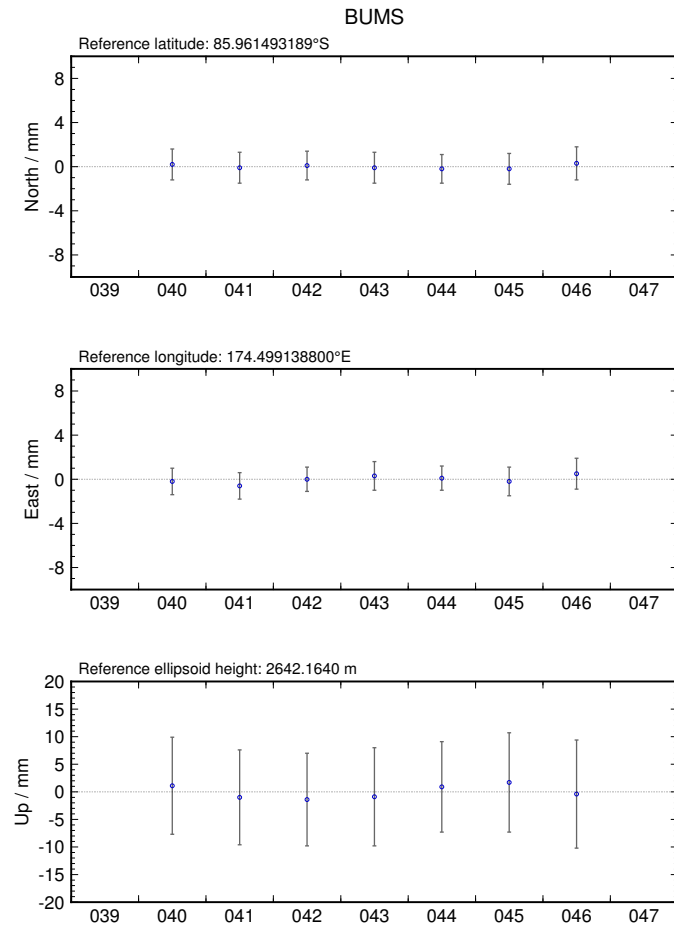 BUMS
Reference latitude: 85.961493189°S
North / mm
8
4
0
-4
-8
039 040 041 042 043 044 045 046 047
Reference longitude: 174.499138800°E
East / mm
8
4
0
-4
-8
039 040 041 042 043 044 045 046 047
Reference ellipsoid height: 2642.1640 m
Up / mm
20
15
10
5
0
-5
-10
-15
-20
039 040 041 042 043 044 045 046 047